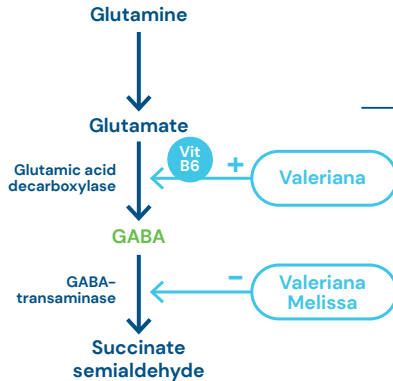 Glutamine
Glutamate
Vit
B6
+
Glutamic acid
decarboxylase
Valeriana
GABA
–
GABA-
transaminase
Valeriana
Melissa
Succinate
semialdehyde